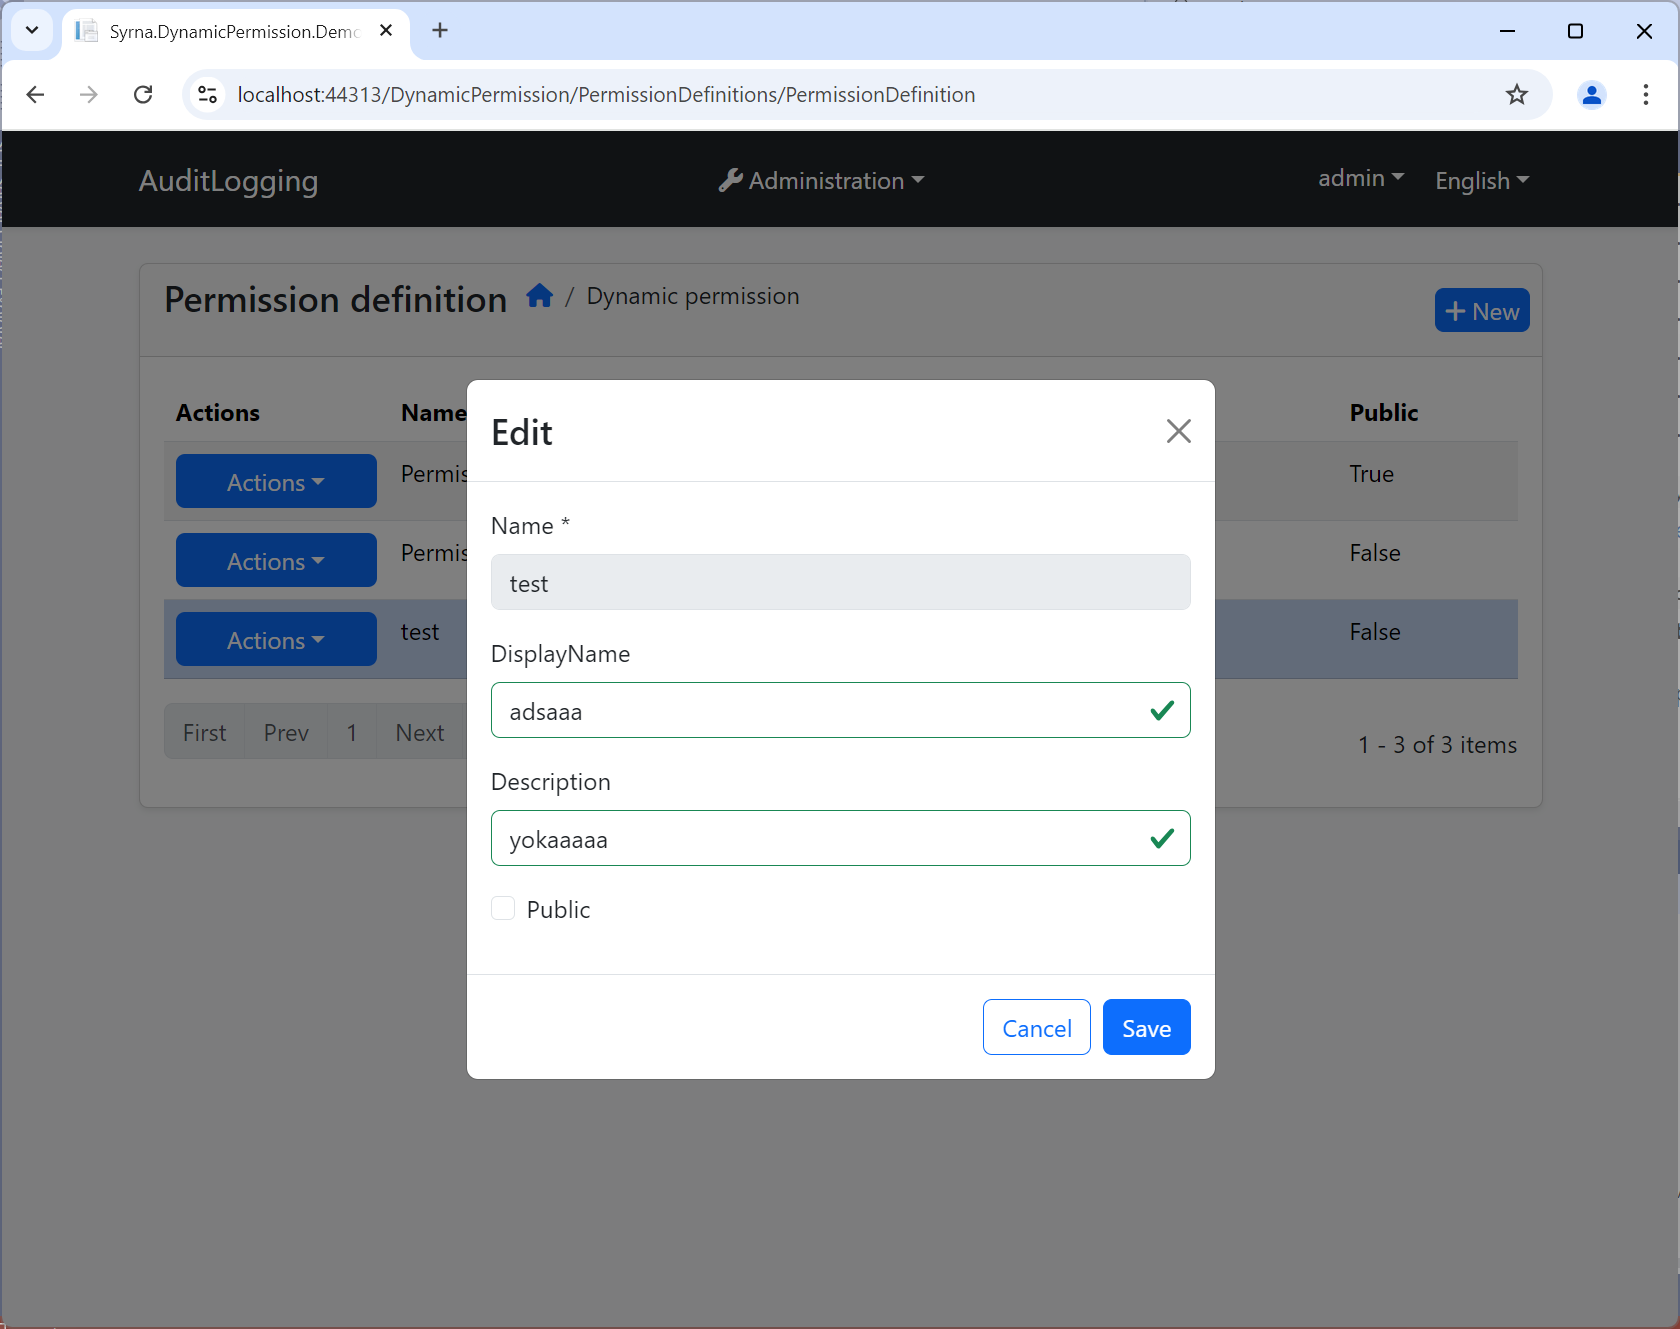 Syrna.DynamicPermission.Demo
localhost:44313/DynamicPermission/PermissionDefinitions/PermissionDefinition
AuditLogging
Administration
admin
English
Permission definition
/ Dynamic permission
+ New
Actions
Name
Public
Actions
Permis
True
Actions
Permis
False
Actions
test
False
First
Prev
1
Next
1 - 3 of 3 items
Edit
Name *
test
DisplayName
adsaaa
Description
yokaaaaa
Public
Cancel
Save